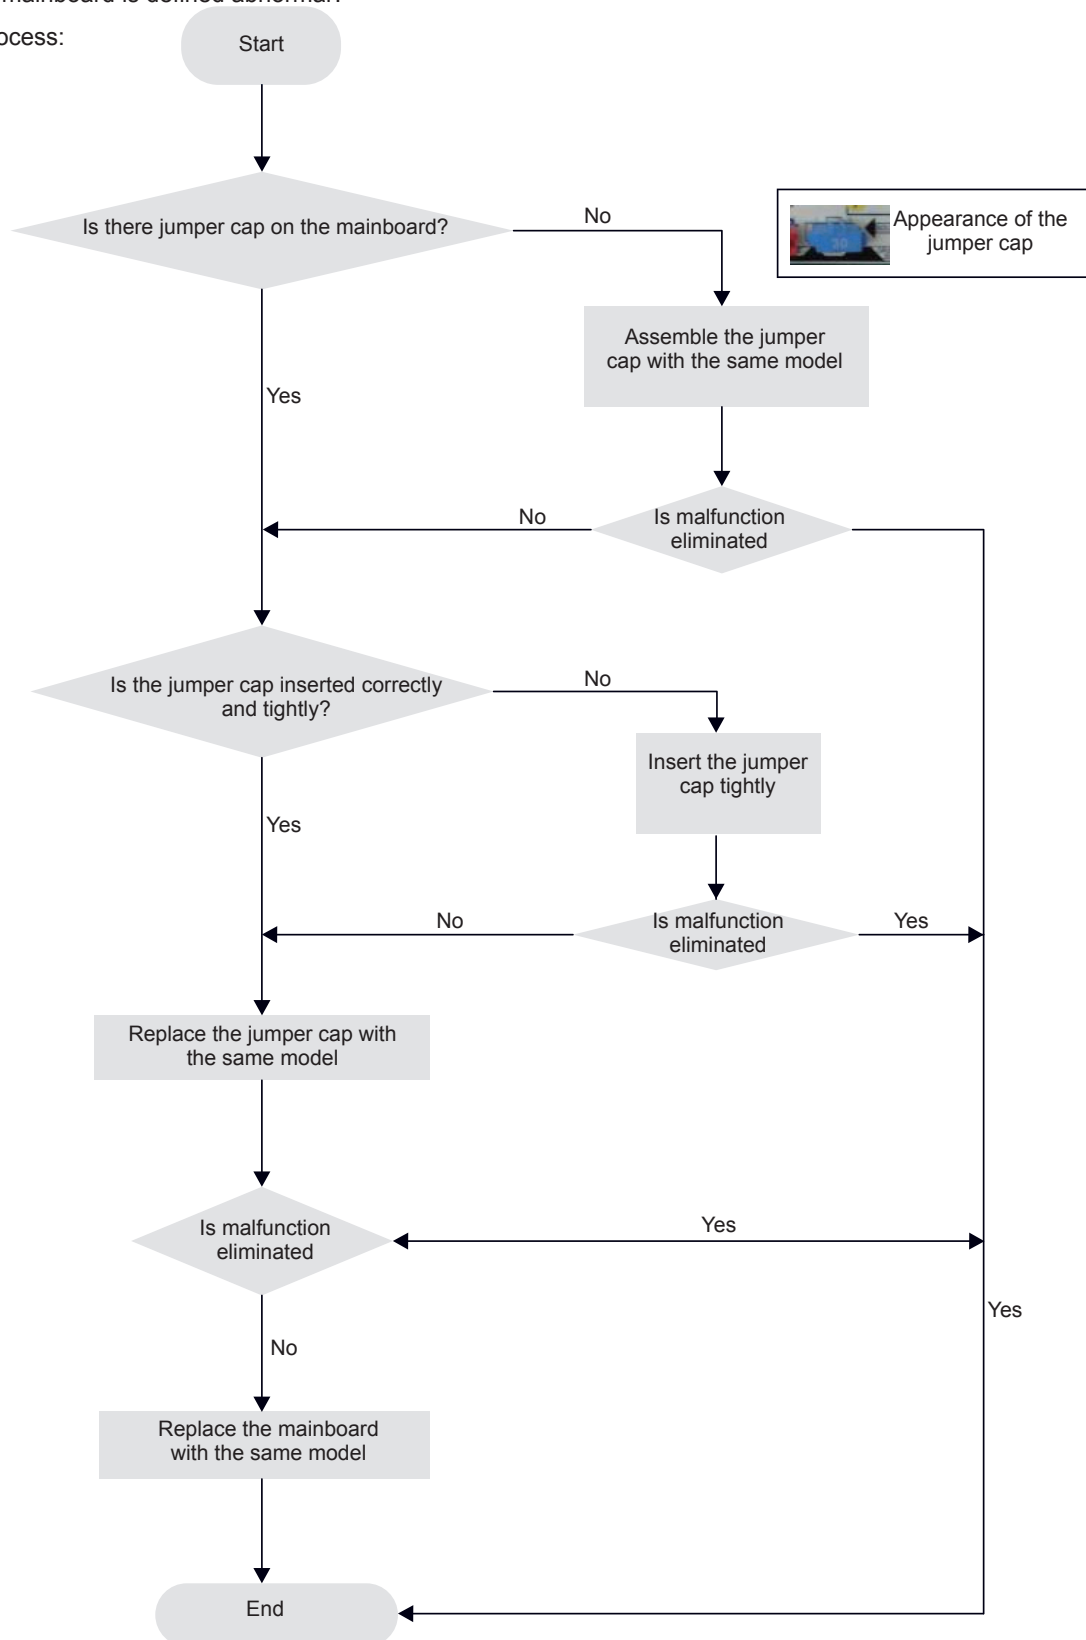 mainboard is defined abnormal.
ocess:
Start
Is there jumper cap on the mainboard?
No
Appearance of the
jumper cap
20
Assemble the jumper
cap with the same model
Yes
No
Is malfunction
eliminated
Is the jumper cap inserted correctly
and tightly?
No
Insert the jumper
cap tightly
Yes
No
Is malfunction
eliminated
Yes
Replace the jumper cap with
the same model
Is malfunction
eliminated
Yes
Yes
No
Replace the mainboard
with the same model
End